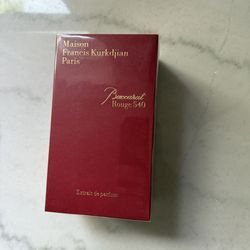 Maison
Francis Kurkdjian
Paris
Baccarat
Rouge 540
Extrait de parfum